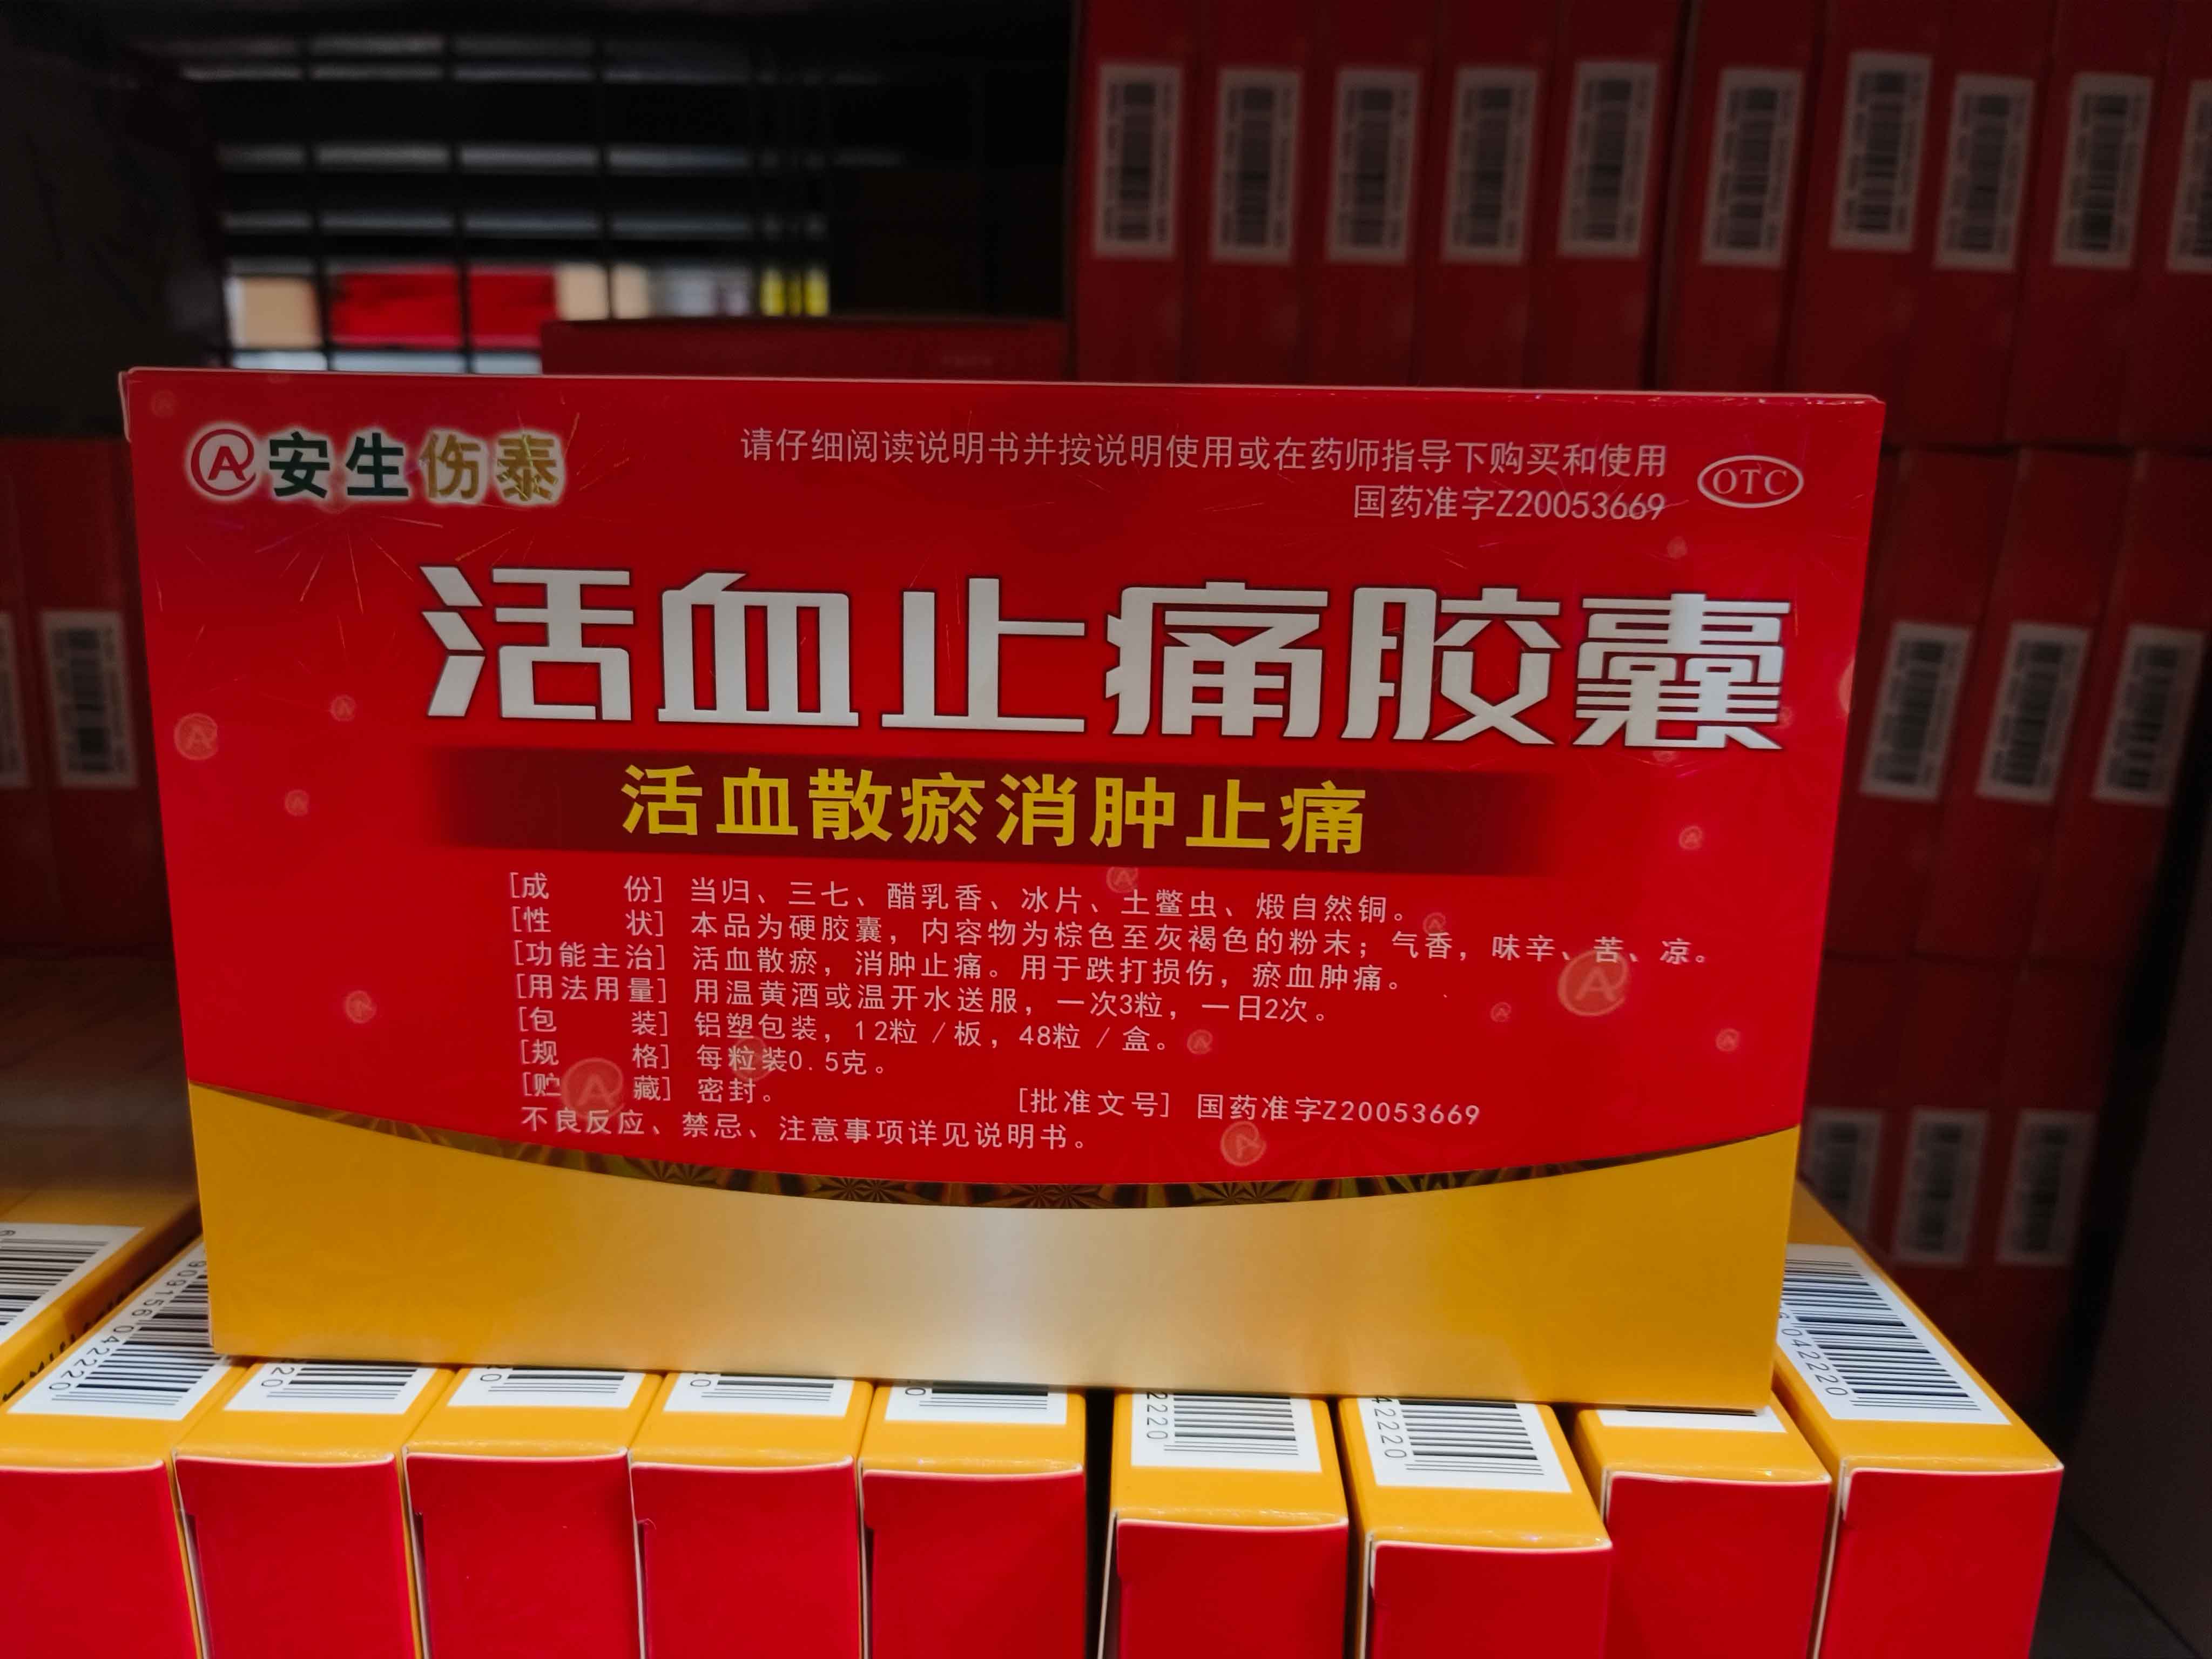 安生伤泰
请仔细阅读说明书并按说明使用或在药师指导下购买和使用
国药准字Z20053669
OTC
活血止痛胶囊
活血散瘀消肿止痛
[成份] 当归、三七、醋乳香、冰片、土鳖虫、煅自然铜。
[性状] 本品为硬胶囊，内容物为棕色至灰褐色的粉末；气香，味辛、苦、凉。
[功能主治] 活血散瘀，消肿止痛。用于跌打损伤，瘀血肿痛。
[用法用量] 用温黄酒或温开水送服，一次3粒，一日2次。
[包装] 铝塑包装，12粒/板，48粒/盒。
[规格] 每粒装0.5克。
[贮藏] 密封。 [批准文号] 国药准字Z20053669
不良反应、禁忌、注意事项详见说明书。